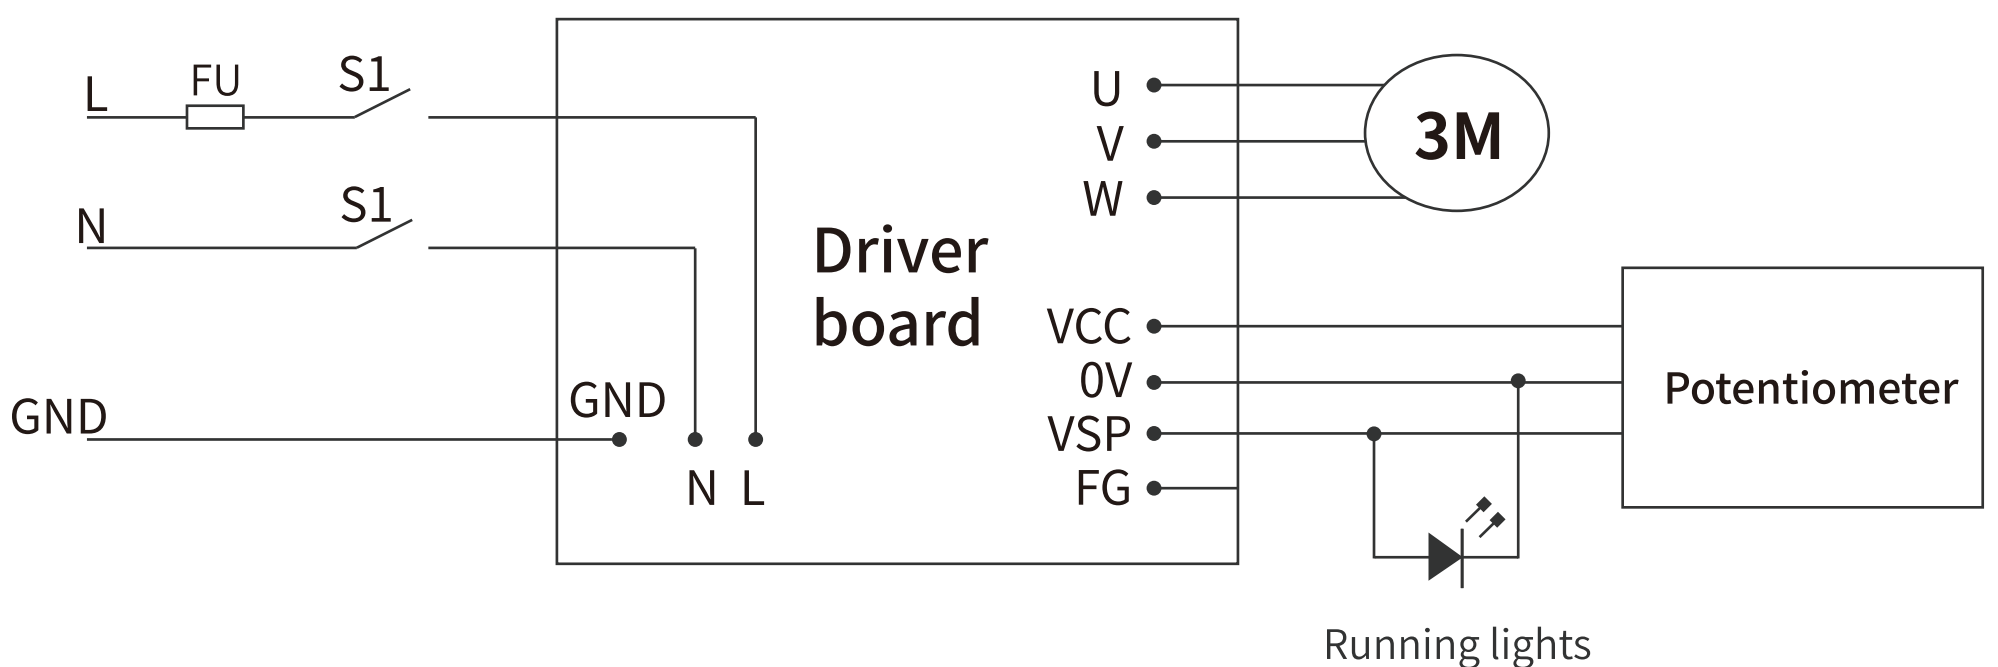 L
FU
S1
N
S1
GND
GND
N L
Driver
board
U
V
W
3M
VCC
0V
VSP
FG
Potentiometer
Running lights